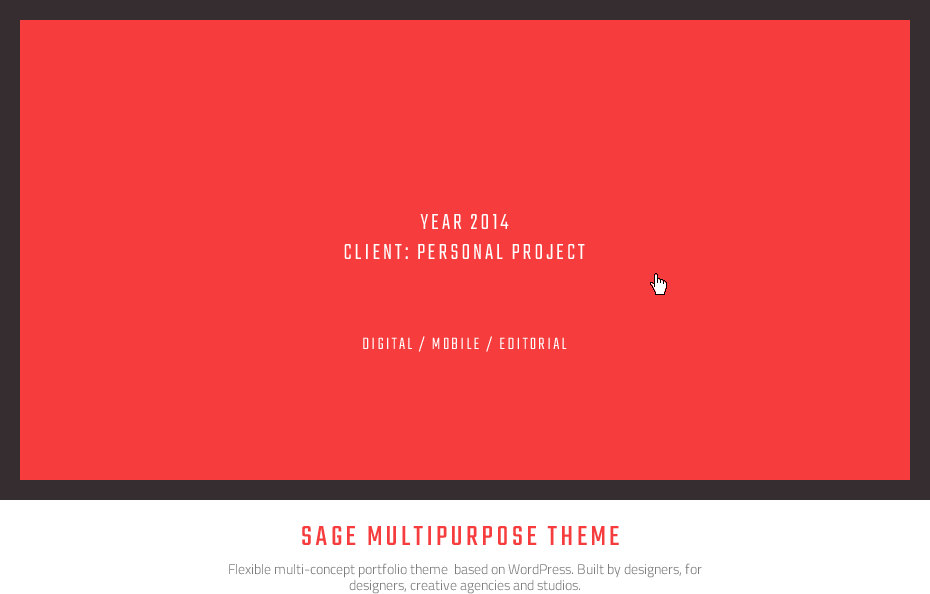 YEAR 2014
CLIENT: PERSONAL PROJECT
DIGITAL / MOBILE / EDITORIAL
SAGE MULTIPURPOSE THEME
Flexible multi-concept portfolio theme  based on WordPress. Built by designers, for
designers, creative agencies and studios.